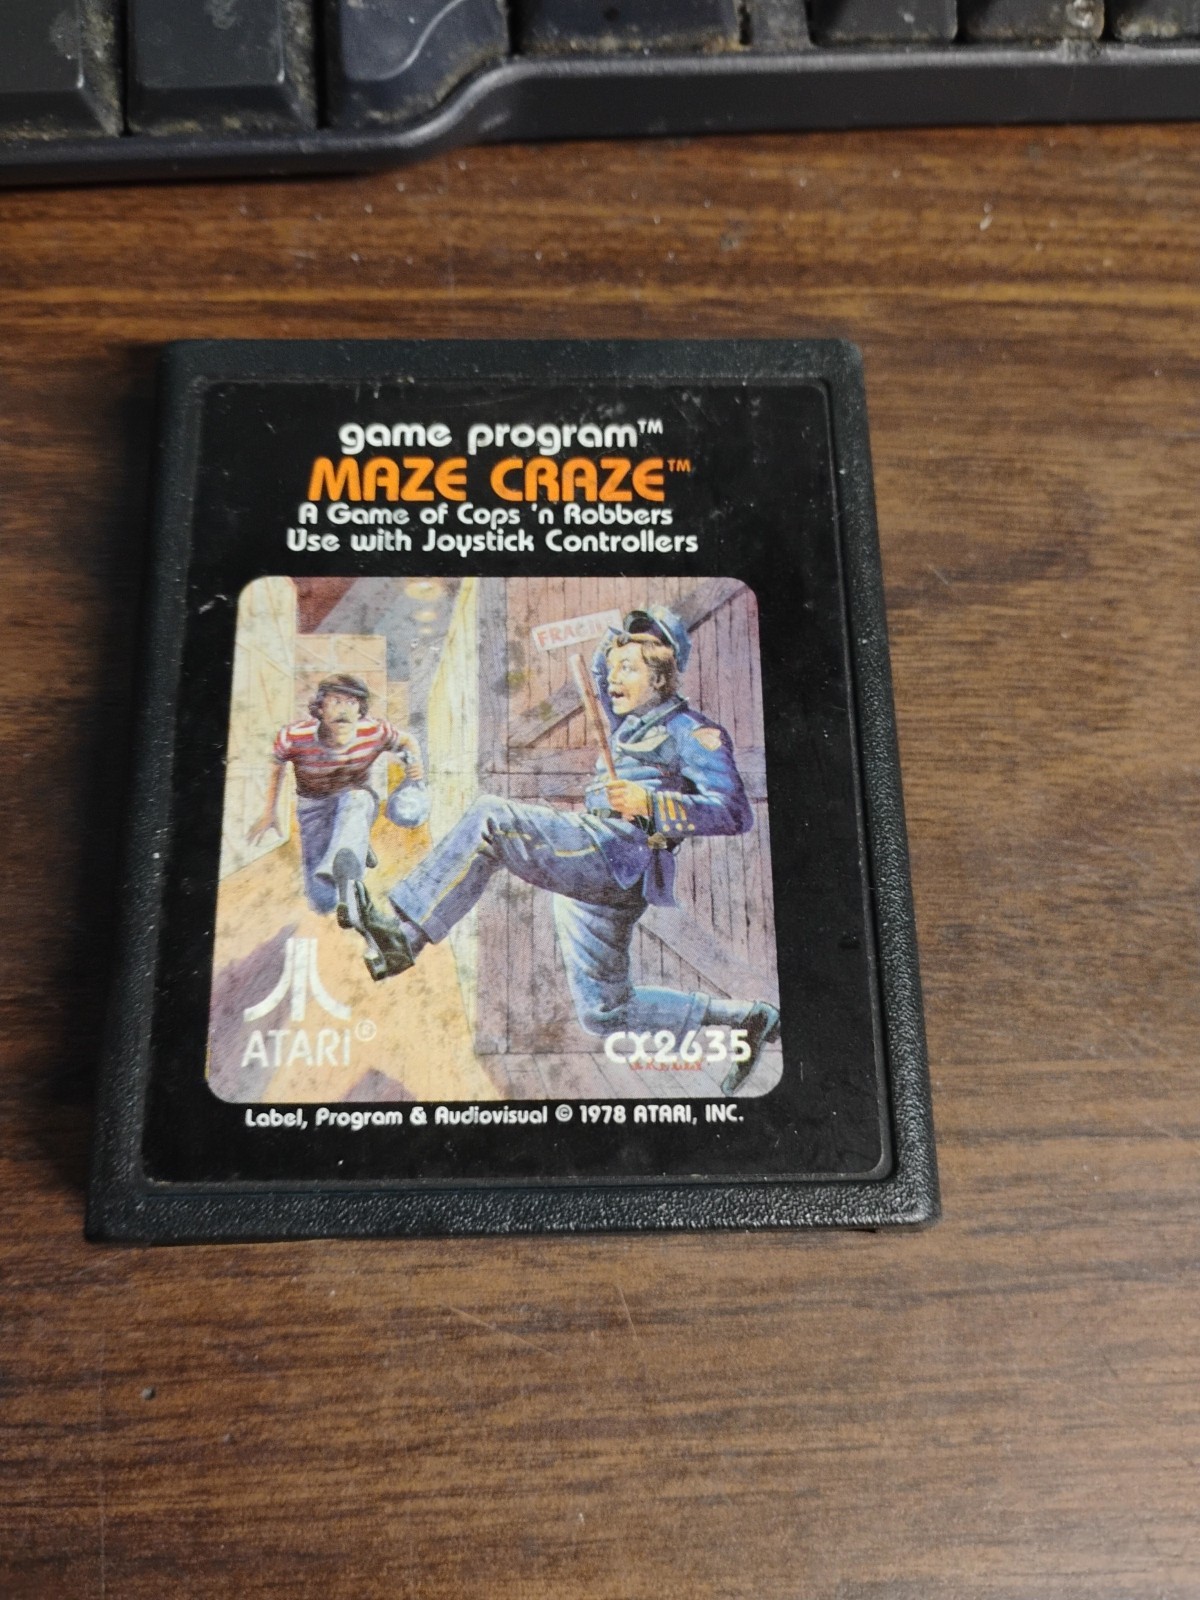 game program™
MAZE CRAZE™
A Game of Cops 'n Robbers
Use with Joystick Controllers
ATARI®
CX2635
Label, Program & Audiovisual © 1978 ATARI, INC.